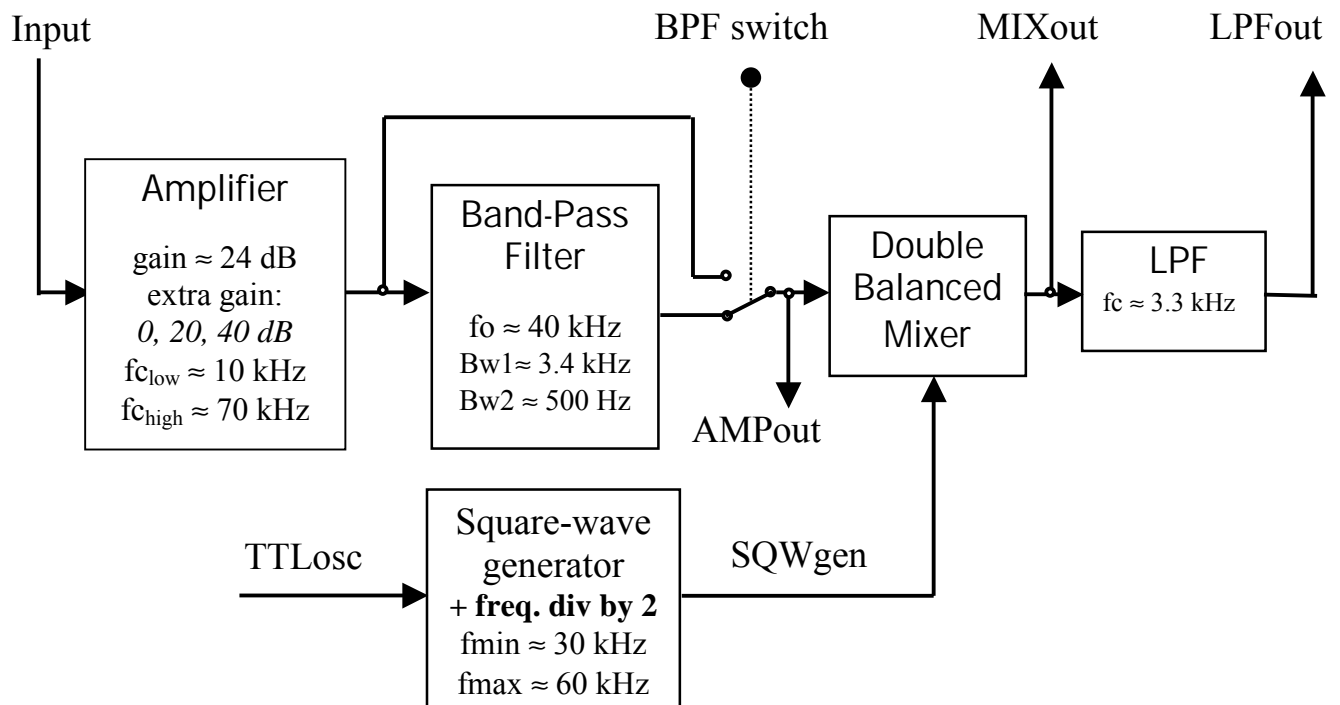 Input
BPF switch
MIXout
LPFout
Amplifier
gain ≈ 24 dB
extra gain:
0, 20, 40 dB
fclow ≈ 10 kHz
fchigh ≈ 70 kHz
Band-Pass
Filter
fo ≈ 40 kHz
Bw1≈ 3.4 kHz
Bw2 ≈ 500 Hz
AMPout
Double
Balanced
Mixer
LPF
fc ≈ 3.3 kHz
TTLosc
Square-wave
generator
+ freq. div by 2
fmin ≈ 30 kHz
fmax ≈ 60 kHz
SQWgen